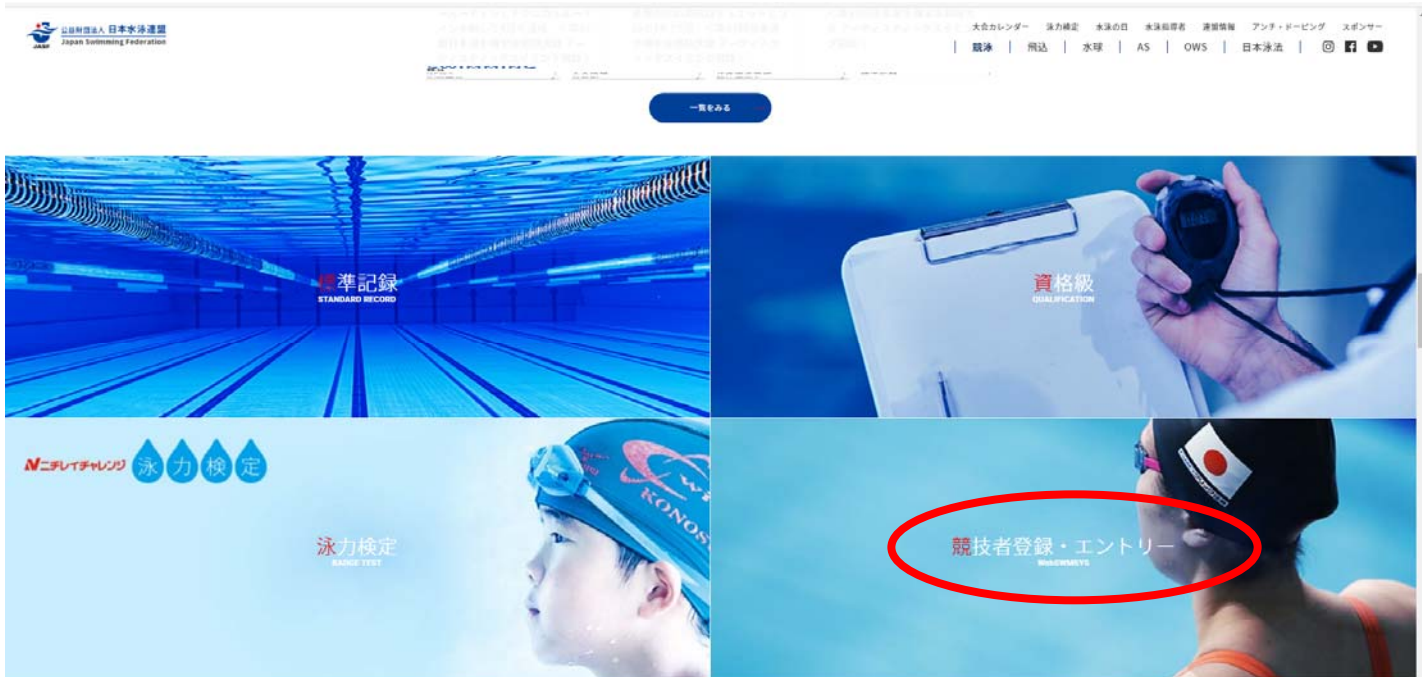 公益財団法人 日本水泳連盟
Japan Swimming Federation
JASF
大会カレンダー 泳力検定 水泳の日 水泳指導者 連盟情報 アンチ・ドーピング スポンサー
| 競泳 | 飛込 | 水球 | AS | OWS | 日本泳法 |
一覧をみる
標準記録
STANDARD RECORD
資格級
QUALIFICATION
ニチレイチャレンジ 泳力検定
泳力検定
BADGE TEST
競技者登録・エントリー
WebSWMSYS
KONOS